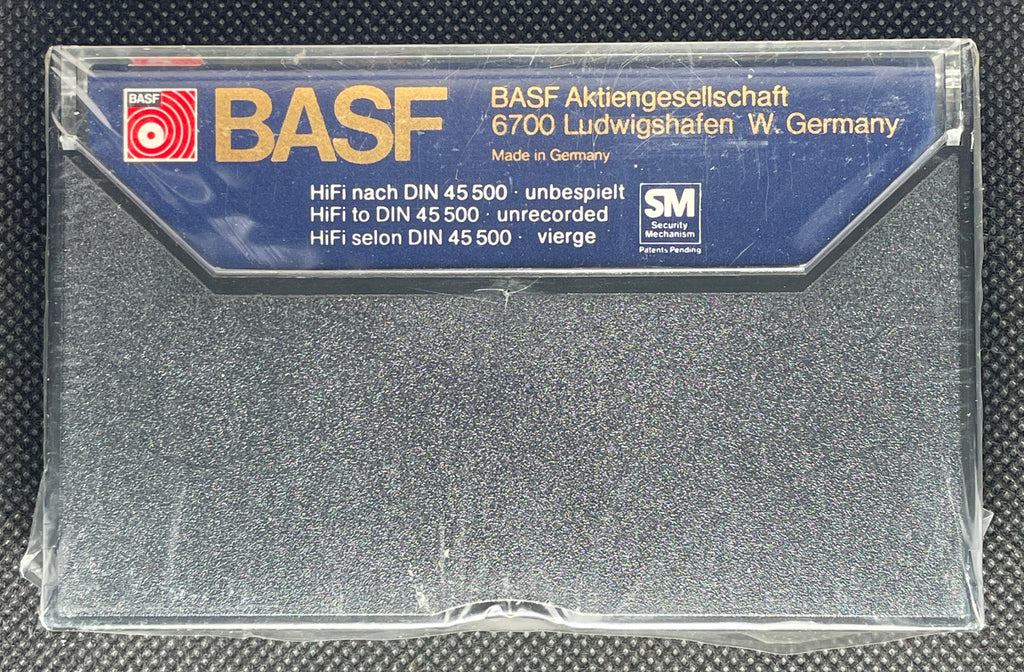 BASF
BASF
BASF Aktiengesellschaft
6700 Ludwigshafen W. Germany
Made in Germany
HiFi nach DIN 45 500 · unbespielt
HiFi to DIN 45 500 · unrecorded
HiFi selon DIN 45 500 · vierge
SM
Security
Mechanism
Patents Pending